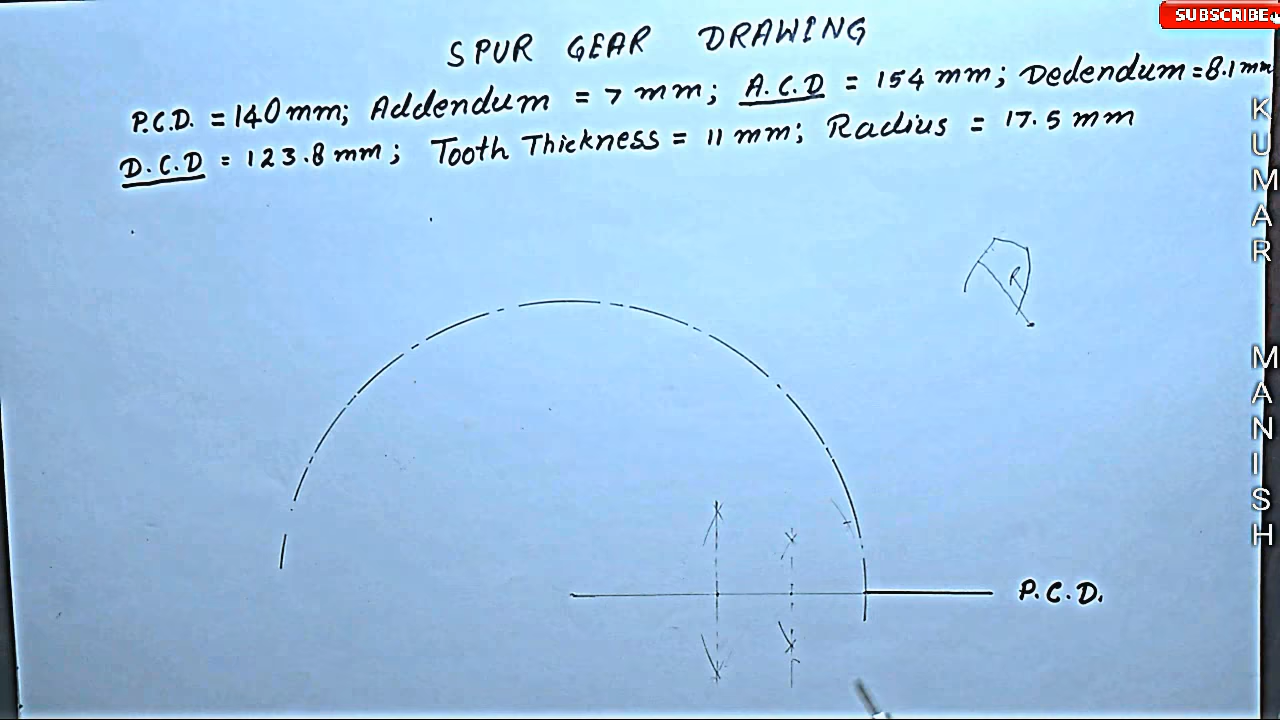 SUBSCRIBE
SPUR GEAR DRAWING
P.C.D. = 140 mm; Addendum = 7 mm; A.C.D = 154 mm; Dedendum = 8.1 mm
D.C.D = 123.8 mm; Tooth Thickness = 11 mm; Radius = 17.5 mm
R
P.C.D.
KUMAR MANISH